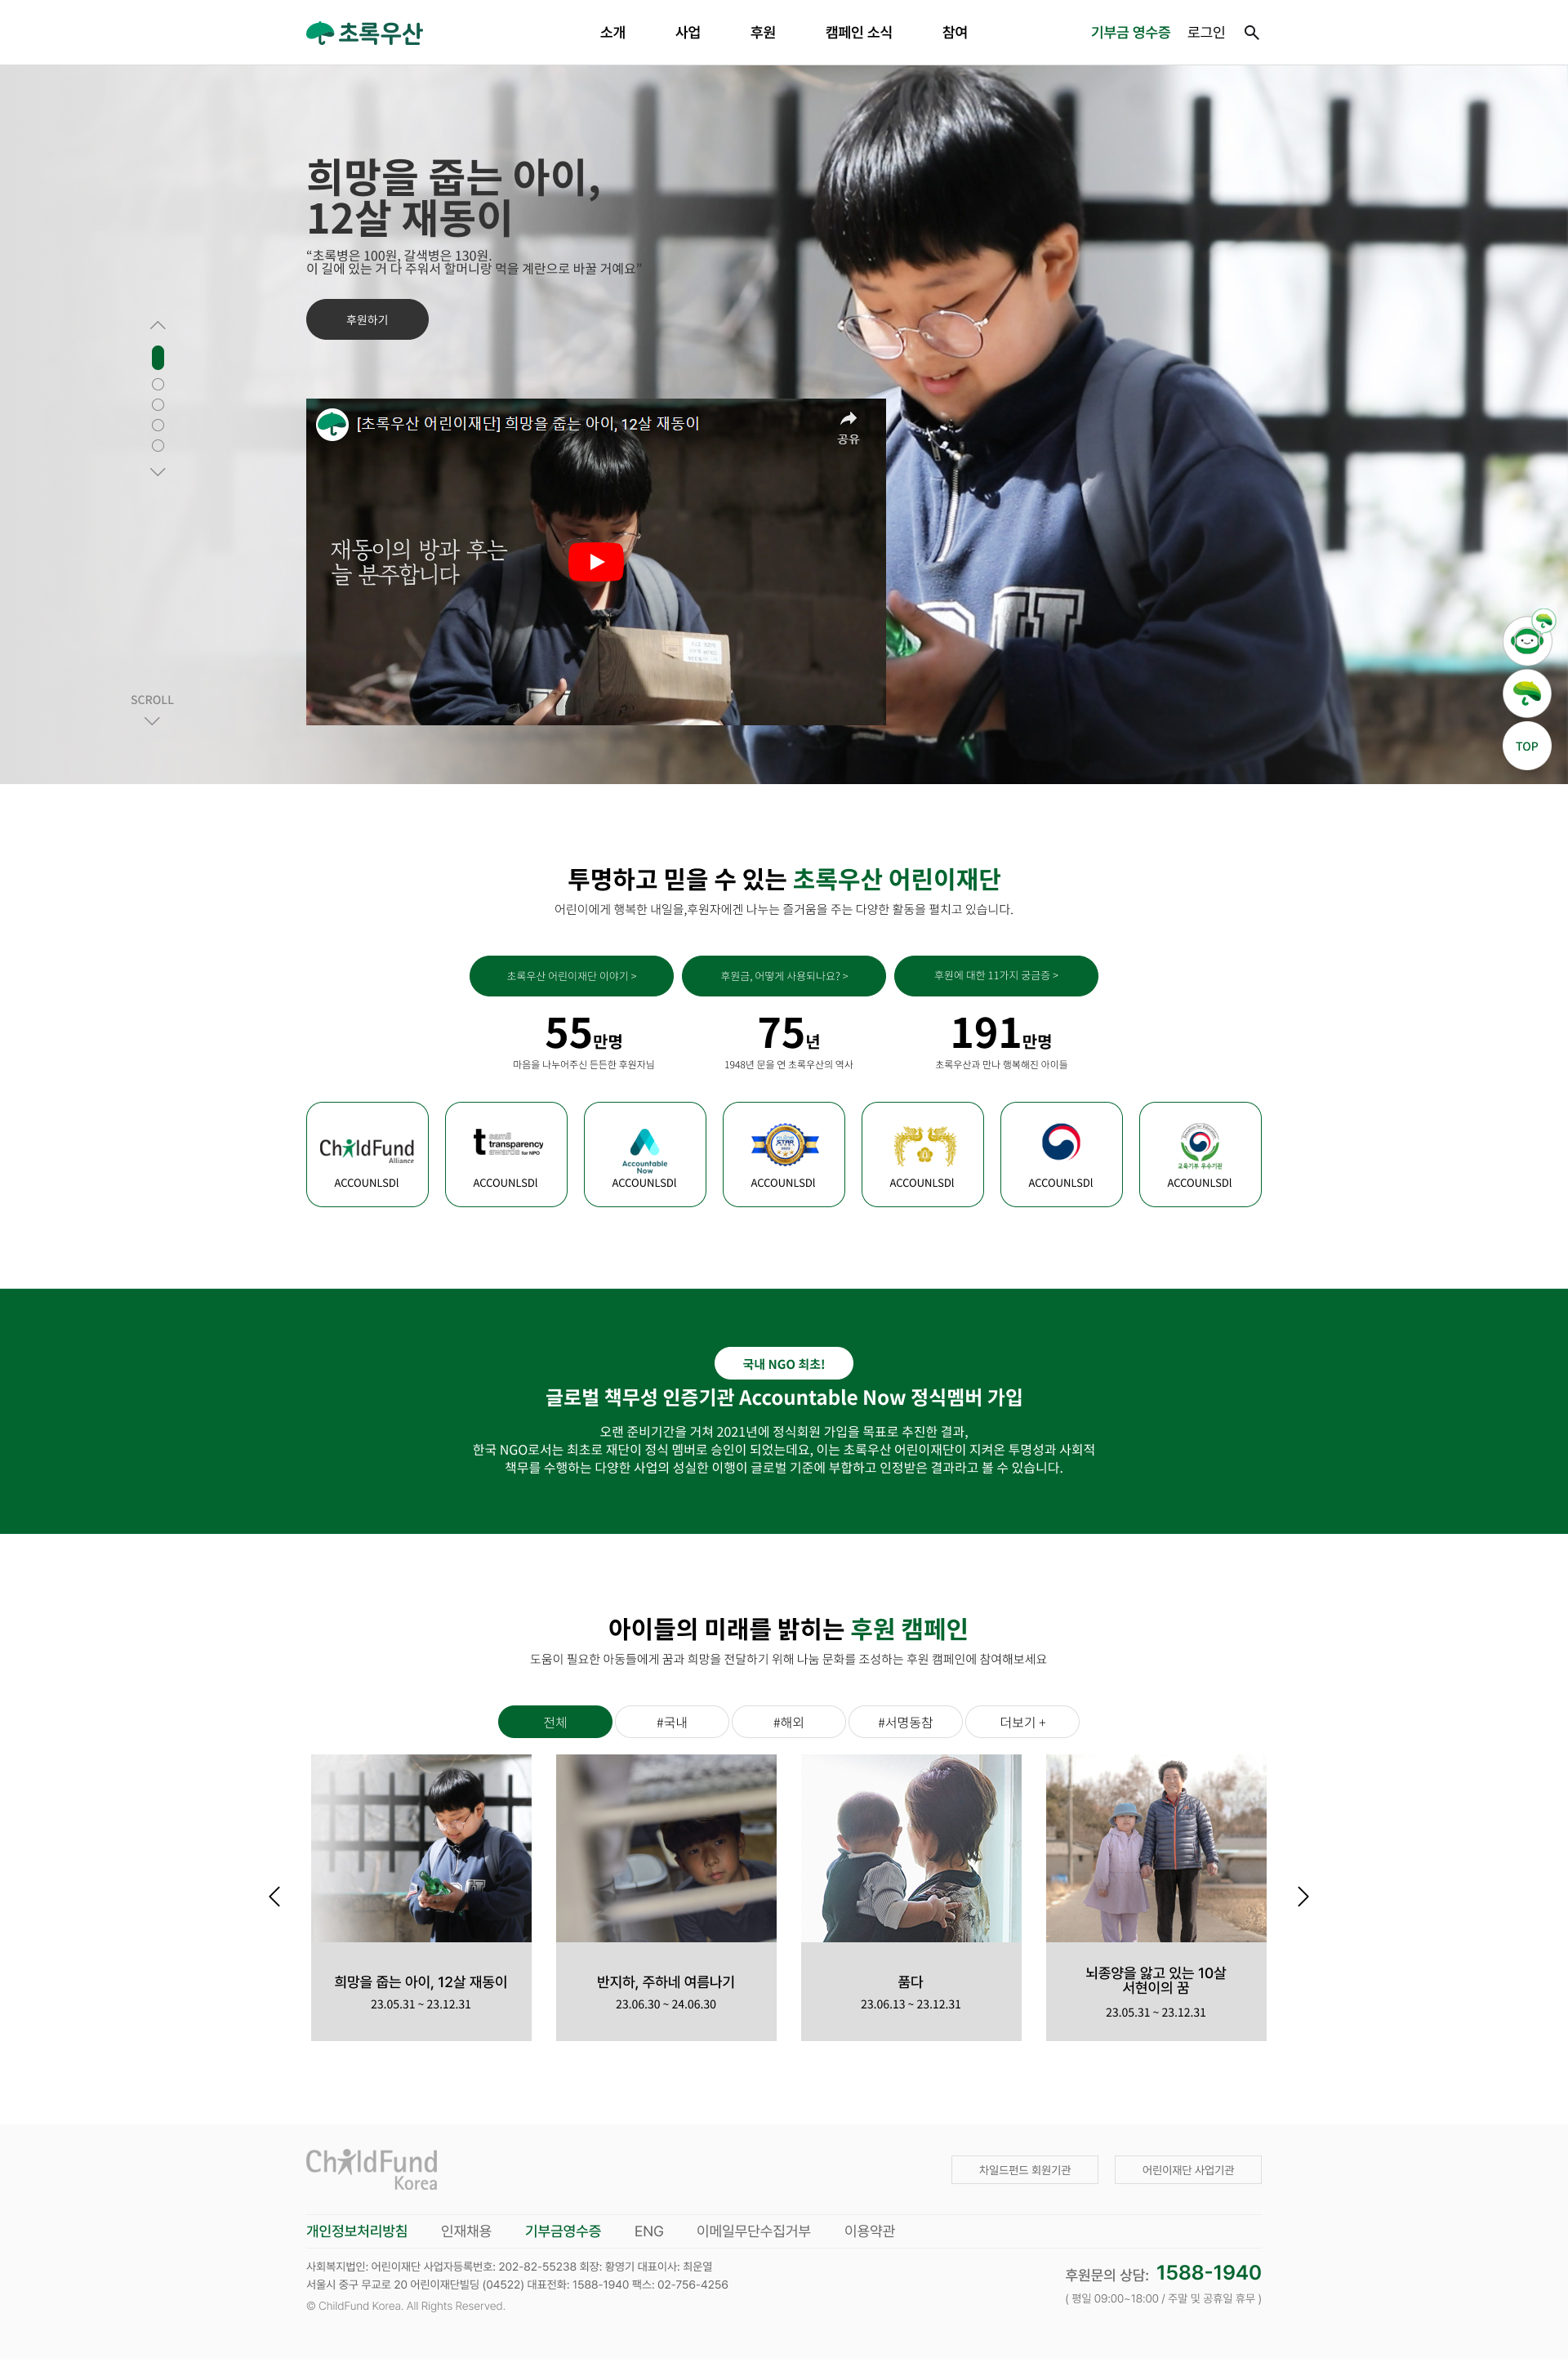 초록우산
소개
사업
후원
캠페인 소식
참여
기부금 영수증
로그인
희망을 줍는 아이,
12살 재동이
“초록병은 100원, 갈색병은 130원.
이 길에 있는 거 다 주워서 할머니랑 먹을 계란으로 바꿀 거예요”
후원하기
[초록우산 어린이재단] 희망을 줍는 아이, 12살 재동이
공유
재동이의 방과 후는
늘 분주합니다
SCROLL
TOP
투명하고 믿을 수 있는 초록우산 어린이재단
어린이에게 행복한 내일을,후원자에겐 나누는 즐거움을 주는 다양한 활동을 펼치고 있습니다.
초록우산 어린이재단 이야기 >
후원금, 어떻게 사용되나요? >
후원에 대한 11가지 궁금증 >
55만명
75년
191만명
마음을 나누어주신 든든한 후원자님
1948년 문을 연 초록우산의 역사
초록우산과 만나 행복해진 아이들
ChildFund
Alliance
ACCOUNLSDl
samil
transparency
awards for NPO
ACCOUNLSDl
Accountable
Now
ACCOUNLSDl
STAR
ACCOUNLSDl
ACCOUNLSDl
ACCOUNLSDl
교육기부 우수기관
ACCOUNLSDl
국내 NGO 최초!
글로벌 책무성 인증기관 Accountable Now 정식멤버 가입
오랜 준비기간을 거쳐 2021년에 정식회원 가입을 목표로 추진한 결과,
한국 NGO로서는 최초로 재단이 정식 멤버로 승인이 되었는데요, 이는 초록우산 어린이재단이 지켜온 투명성과 사회적
책무를 수행하는 다양한 사업의 성실한 이행이 글로벌 기준에 부합하고 인정받은 결과라고 볼 수 있습니다.
아이들의 미래를 밝히는 후원 캠페인
도움이 필요한 아동들에게 꿈과 희망을 전달하기 위해 나눔 문화를 조성하는 후원 캠페인에 참여해보세요
전체
#국내
#해외
#서명동참
더보기 +
희망을 줍는 아이, 12살 재동이
23.05.31 ~ 23.12.31
반지하, 주하네 여름나기
23.06.30 ~ 24.06.30
품다
23.06.13 ~ 23.12.31
뇌종양을 앓고 있는 10살
서현이의 꿈
23.05.31 ~ 23.12.31
ChildFund
Korea
차일드펀드 회원기관
어린이재단 사업기관
개인정보처리방침
인재채용
기부금영수증
ENG
이메일무단수집거부
이용약관
사회복지법인: 어린이재단 사업자등록번호: 202-82-55238 회장: 황영기 대표이사: 최운열
서울시 중구 무교로 20 어린이재단빌딩 (04522) 대표전화: 1588-1940 팩스: 02-756-4256
© ChildFund Korea. All Rights Reserved.
후원문의 상담: 1588-1940
( 평일 09:00~18:00 / 주말 및 공휴일 휴무 )